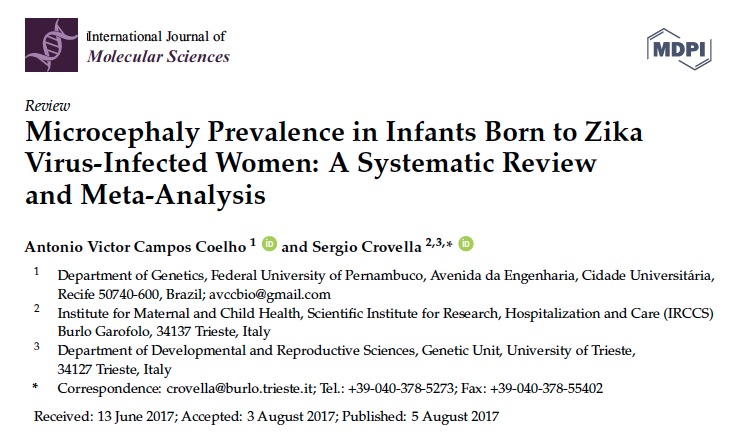 International Journal of
Molecular Sciences
MDPI
Review
Microcephaly Prevalence in Infants Born to Zika
Virus-Infected Women: A Systematic Review
and Meta-Analysis
Antonio Victor Campos Coelho 1 iD and Sergio Crovella 2,3,* iD
1 Department of Genetics, Federal University of Pernambuco, Avenida da Engenharia, Cidade Universitária,
Recife 50740-600, Brazil; avccbio@gmail.com
2 Institute for Maternal and Child Health, Scientific Institute for Research, Hospitalization and Care (IRCCS)
Burlo Garofolo, 34137 Trieste, Italy
3 Department of Developmental and Reproductive Sciences, Genetic Unit, University of Trieste,
34127 Trieste, Italy
* Correspondence: crovella@burlo.trieste.it; Tel.: +39-040-378-5273; Fax: +39-040-378-55402
Received: 13 June 2017; Accepted: 3 August 2017; Published: 5 August 2017